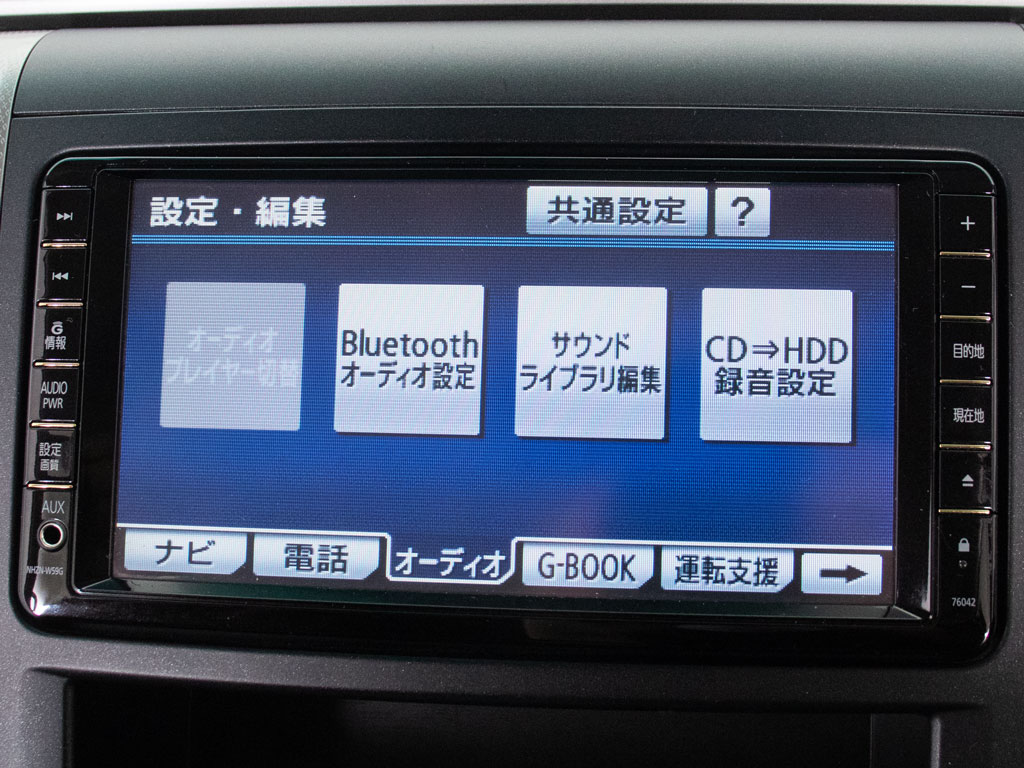 設定・編集
共通設定
?
オーディオ
プレイヤー切替
Bluetooth
オーディオ設定
サウンド
ライブラリ編集
CD⇒HDD
録音設定
ナビ
電話
オーディオ
G-BOOK
運転支援
→
G
情報
AUDIO
PWR
設定
画質
AUX
NHZN-W59G
+
−
目的地
現在地
76042